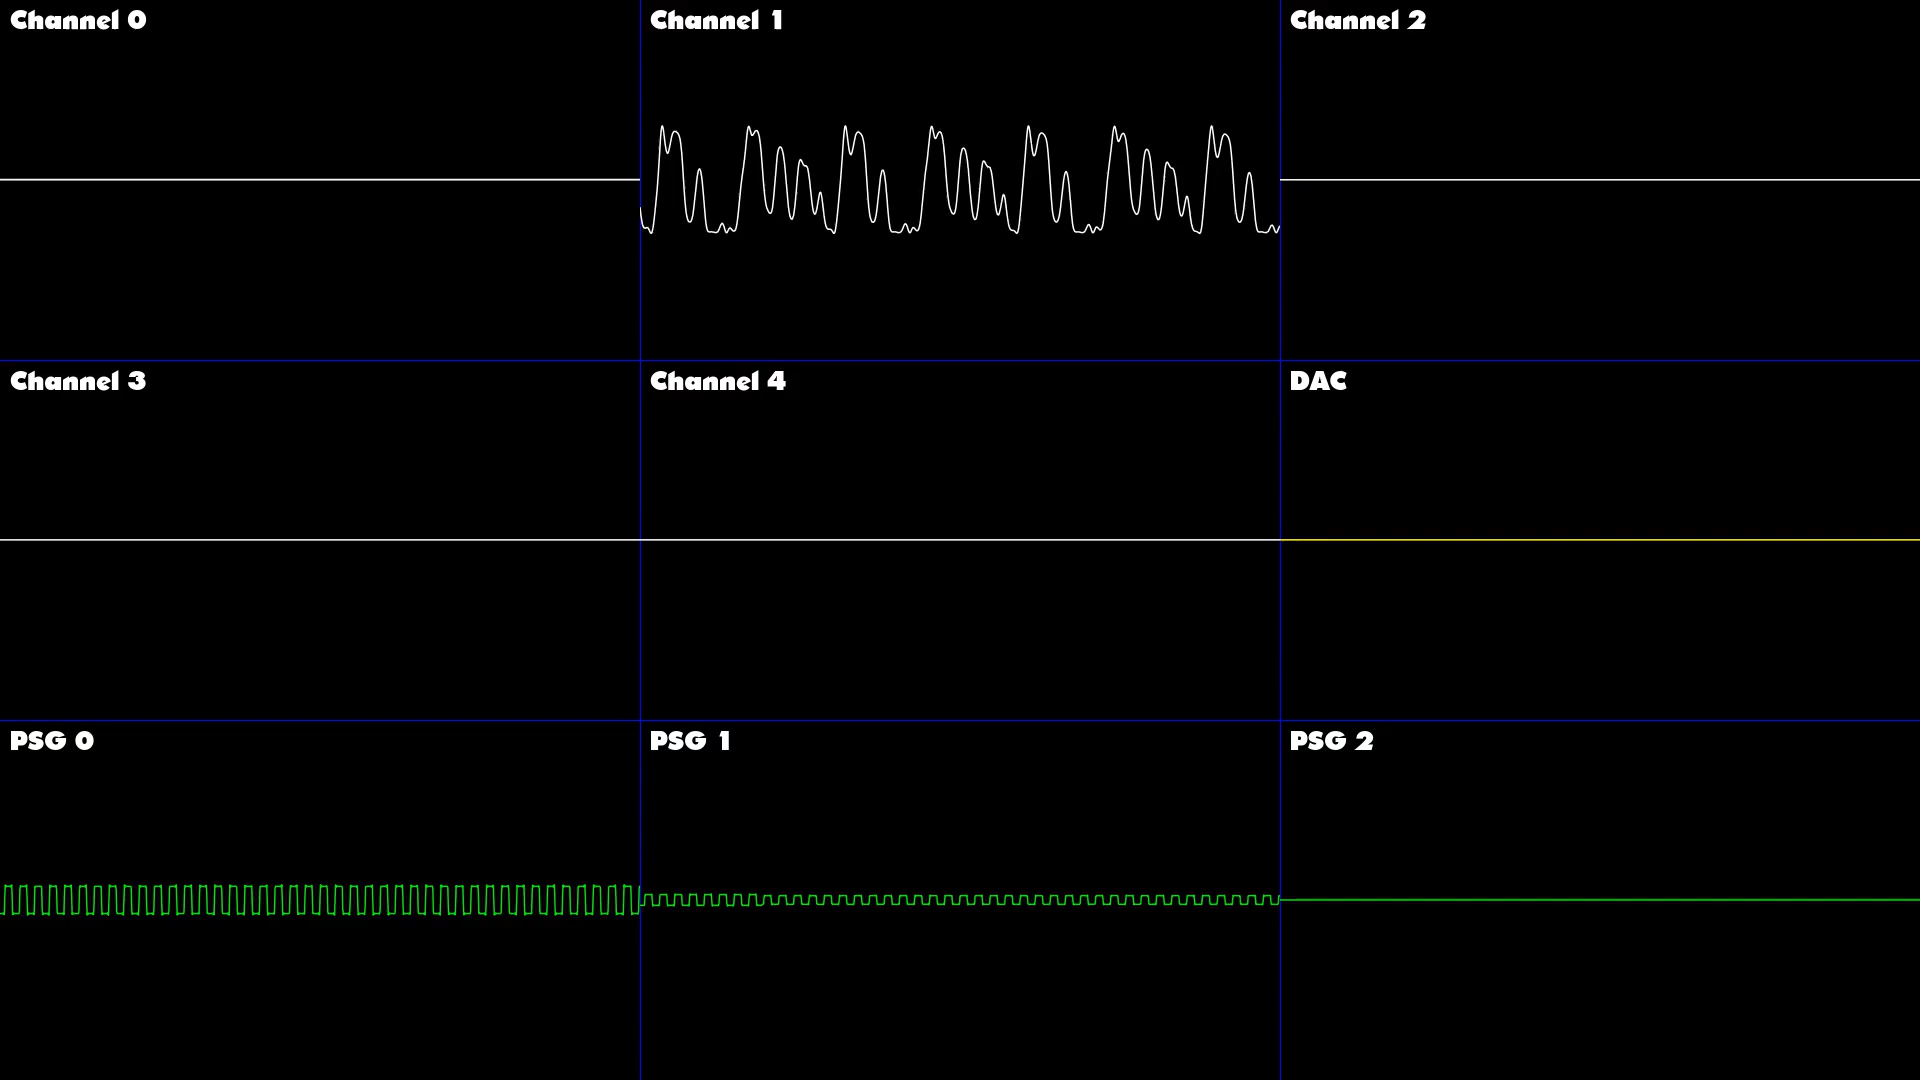 Channel 0
Channel 1
Channel 2
Channel 3
Channel 4
DAC
PSG 0
PSG 1
PSG 2